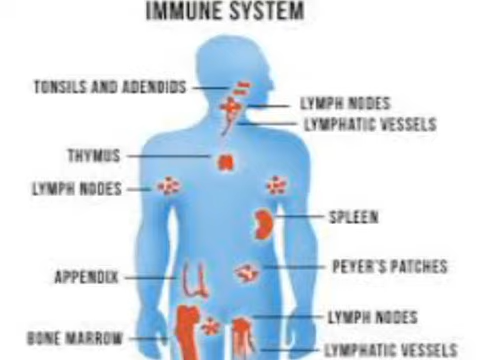 IMMUNE SYSTEM
TONSILS AND ADENOIDS
LYMPH NODES
LYMPHATIC VESSELS
THYMUS
LYMPH NODES
SPLEEN
PEYER'S PATCHES
APPENDIX
LYMPH NODES
BONE MARROW
LYMPHATIC VESSELS